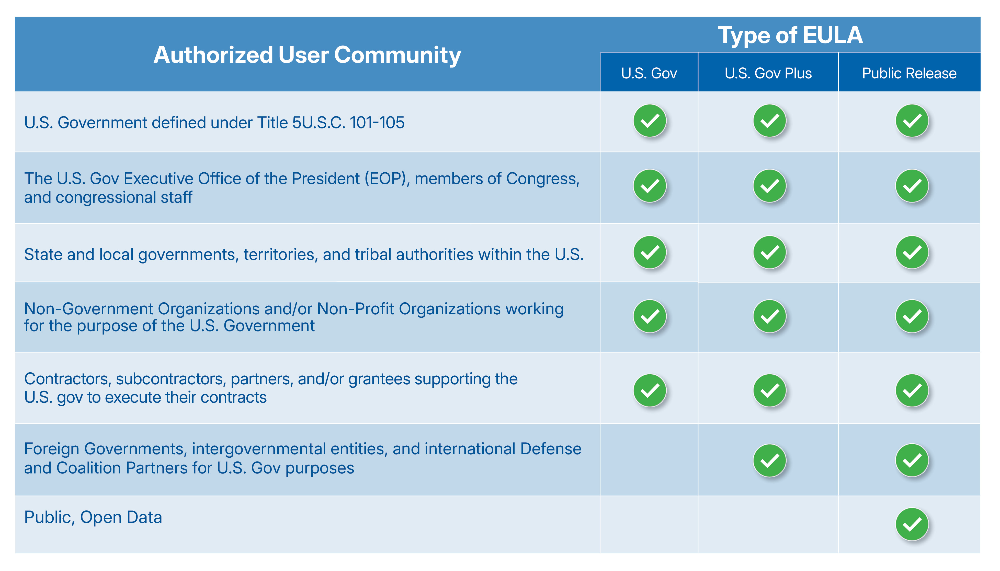 Authorized User Community
Type of EULA
U.S. Gov
U.S. Gov Plus
Public Release
U.S. Government defined under Title 5U.S.C. 101-105
The U.S. Gov Executive Office of the President (EOP), members of Congress,
and congressional staff
State and local governments, territories, and tribal authorities within the U.S.
Non-Government Organizations and/or Non-Profit Organizations working
for the purpose of the U.S. Government
Contractors, subcontractors, partners, and/or grantees supporting the
U.S. gov to execute their contracts
Foreign Governments, intergovernmental entities, and international Defense
and Coalition Partners for U.S. Gov purposes
Public, Open Data